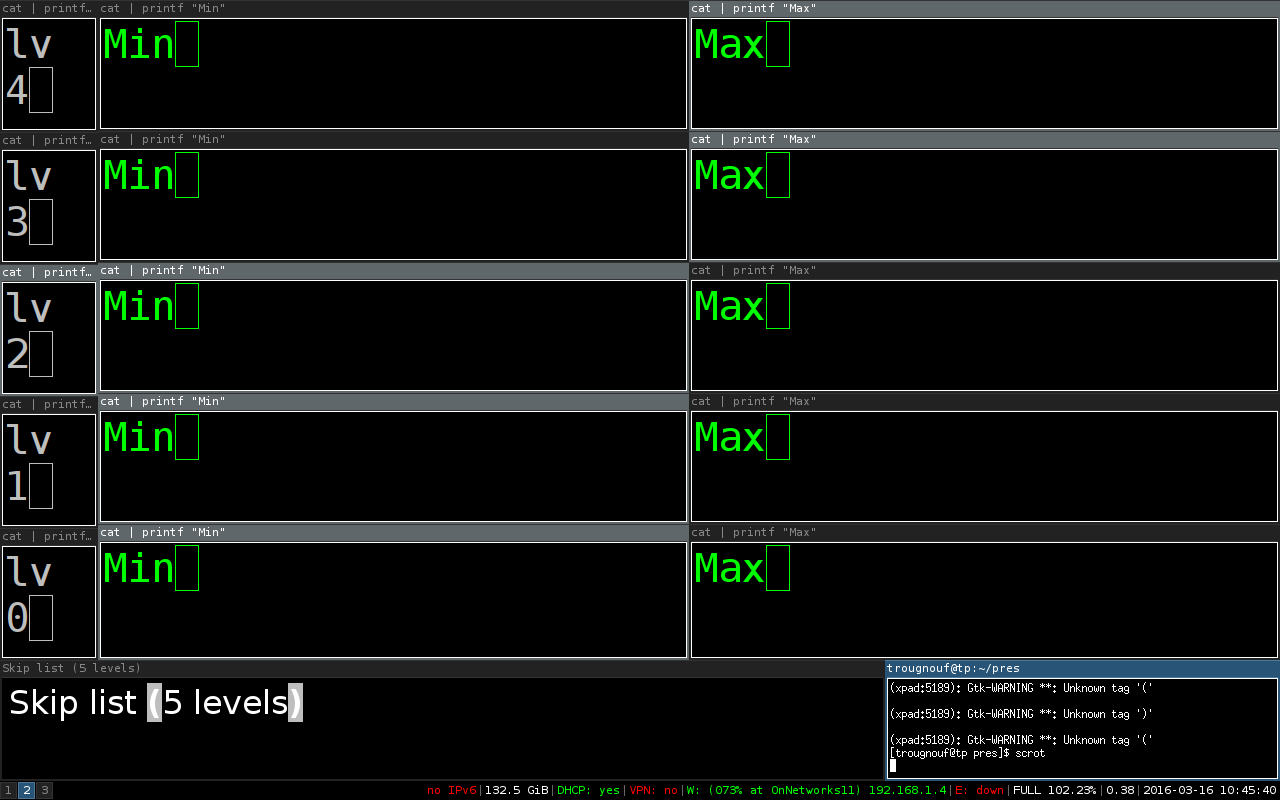 cat | printf… cat | printf "Min" cat | printf "Max"
lv
4
Min Max
cat | printf… cat | printf "Min" cat | printf "Max"
lv
3
Min Max
cat | printf… cat | printf "Min" cat | printf "Max"
lv
2
Min Max
cat | printf… cat | printf "Min" cat | printf "Max"
lv
1
Min Max
cat | printf… cat | printf "Min" cat | printf "Max"
lv
0
Min Max
Skip list (5 levels)
Skip list (5 levels)
trougnouf@tp:~/pres
(xpad:5189): Gtk-WARNING **: Unknown tag '('
(xpad:5189): Gtk-WARNING **: Unknown tag ')'
(xpad:5189): Gtk-WARNING **: Unknown tag '('
[trougnouf@tp pres]$ scrot
1 2 3 no IPv6|132.5 GiB|DHCP: yes|VPN: no|W: (073% at OnNetworks11) 192.168.1.4|E: down|FULL 102.23%|0.38|2016-03-16 10:45:40